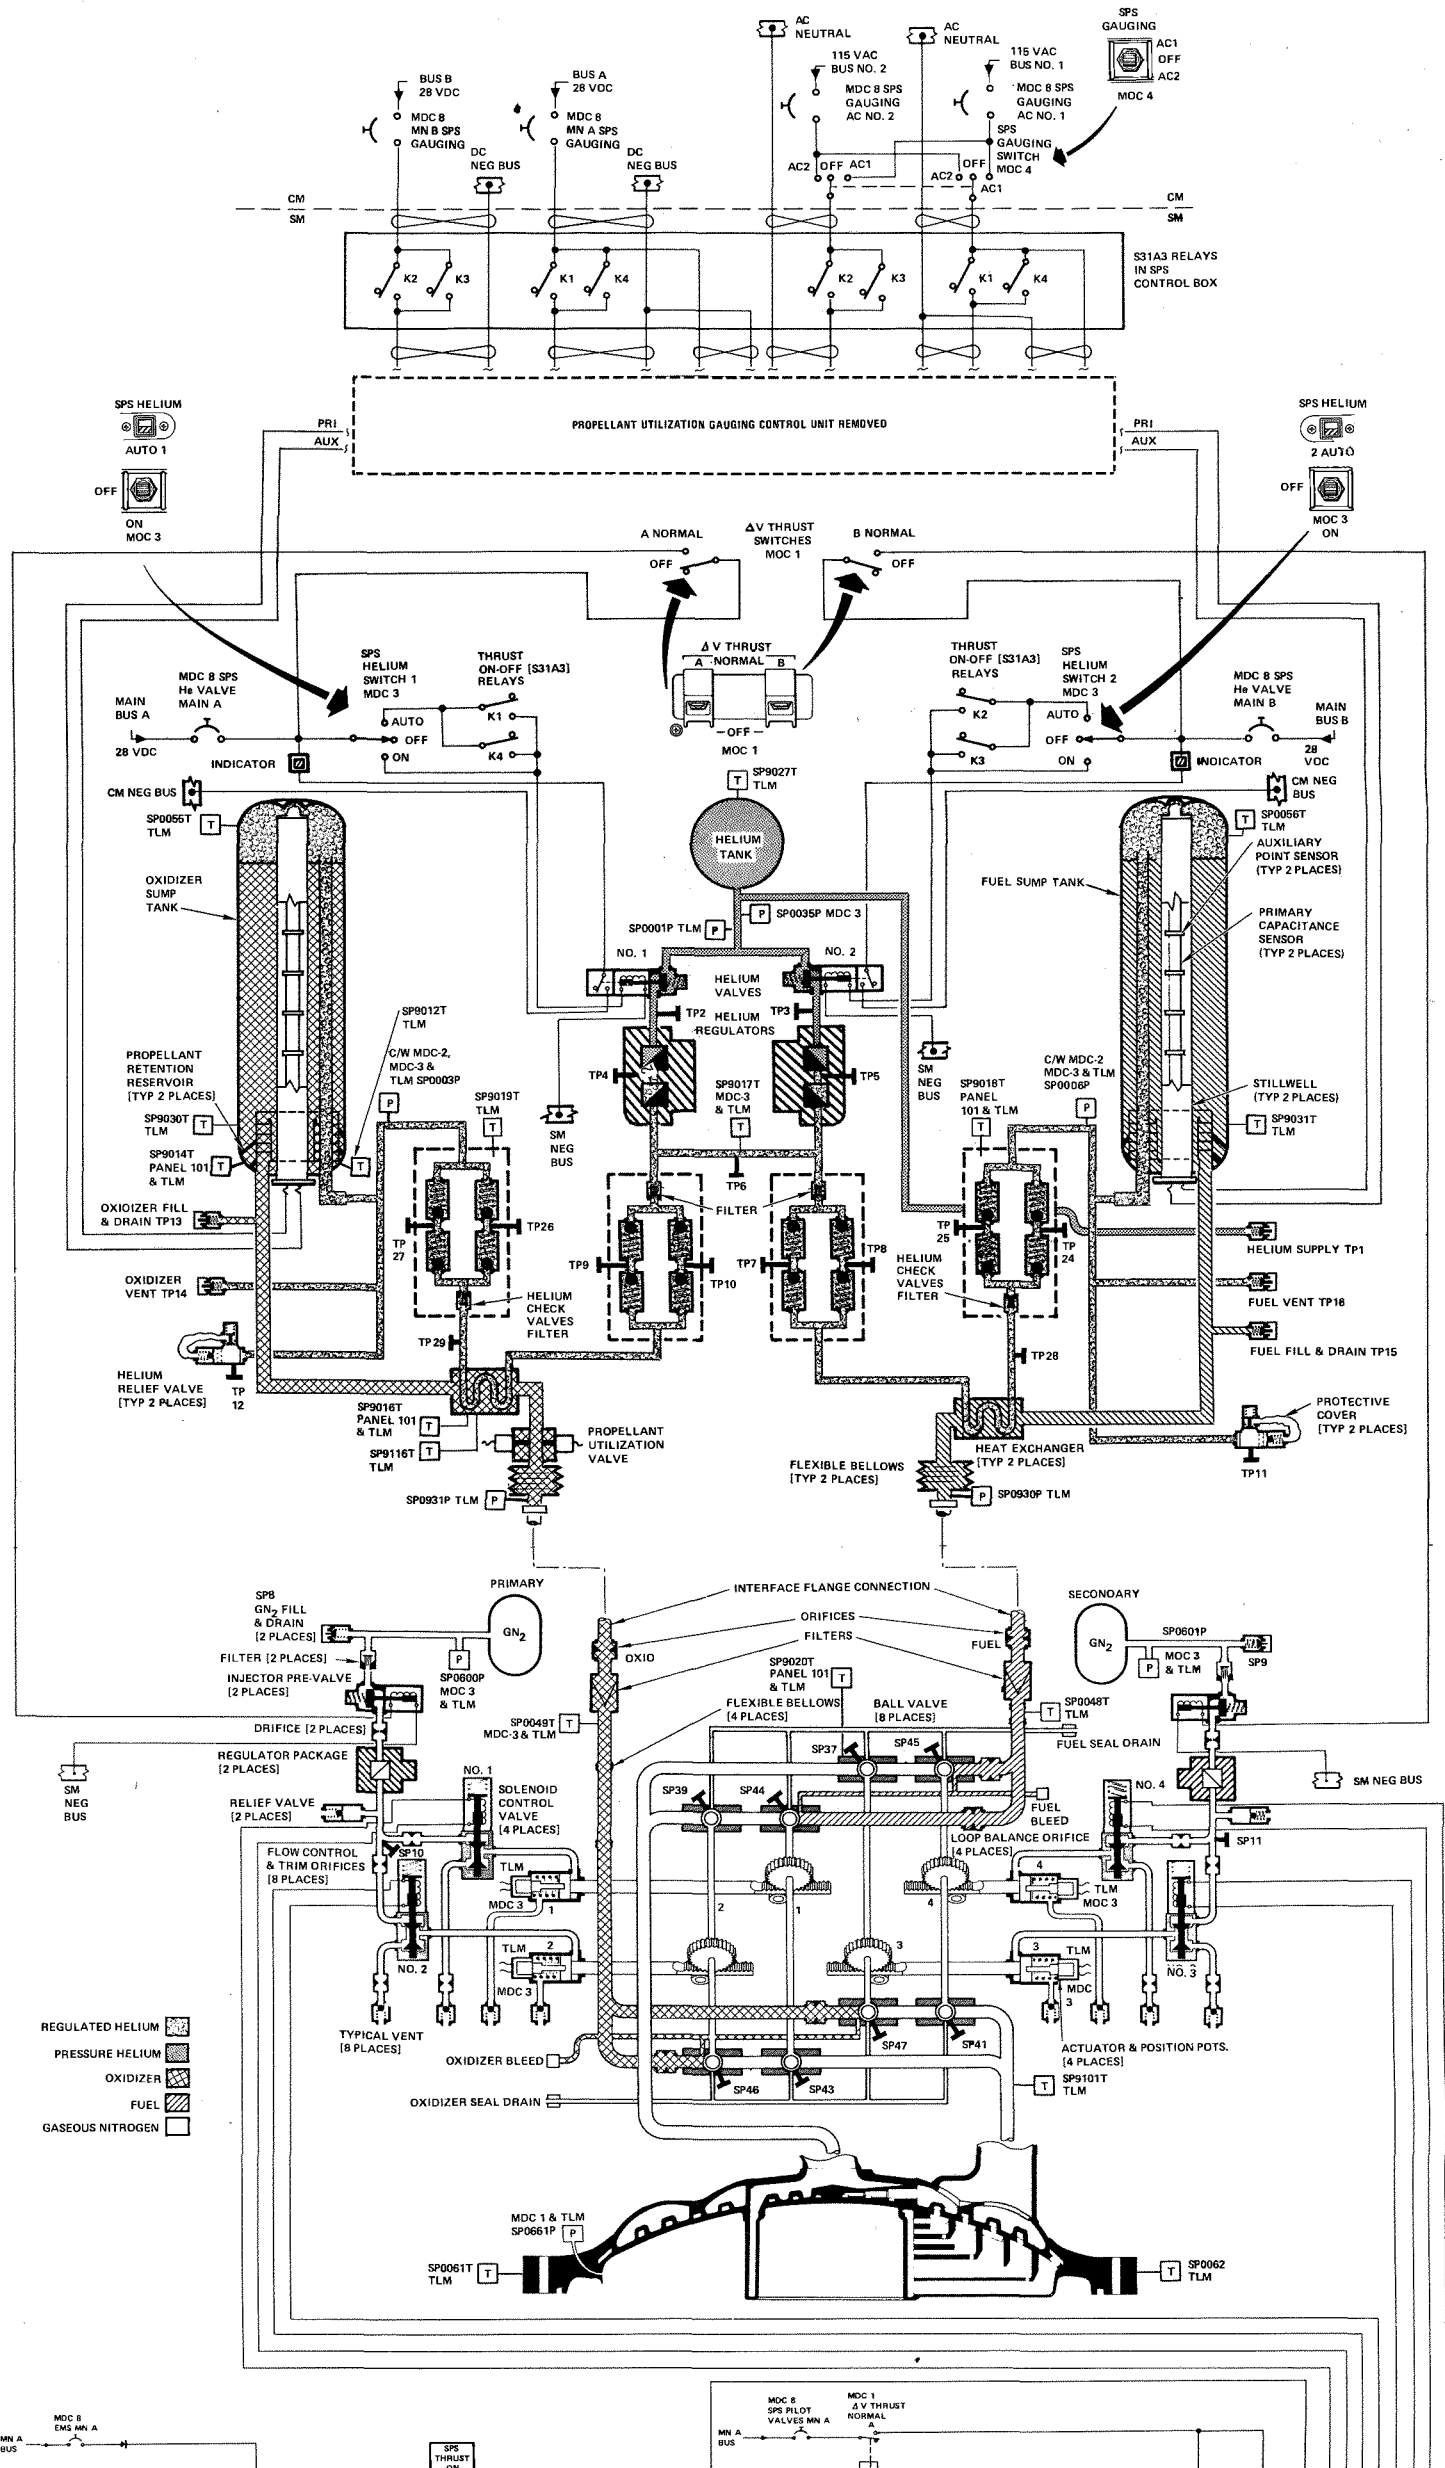 SPS
GAUGING
AC1
OFF
AC2
MOC 4
AC
NEUTRAL
AC
NEUTRAL
115 VAC
BUS NO. 2
115 VAC
BUS NO. 1
BUS B
28 VDC
BUS A
28 VOC
MDC 8 SPS
GAUGING
AC NO. 2
MOC 8 SPS
GAUGING
AC NO. 1
MDC 8
MN B SPS
GAUGING
MDC 8
MN A SPS
GAUGING
SPS
GAUGING
SWITCH
MOC 4
DC
NEG BUS
DC
NEG BUS
AC2 OFF AC1
AC2 OFF
AC1
CM
SM
CM
SM
K2
K3
K1
K4
K2
K3
K1
K4
S31A3 RELAYS
IN SPS
CONTROL BOX
PROPELLANT UTILIZATION GAUGING CONTROL UNIT REMOVED
PRI
AUX
PRI
AUX
SPS HELIUM
AUTO 1
OFF
ON
MOC 3
SPS HELIUM
2 AUTO
OFF
MOC 3
ON
A NORMAL
OFF
ΔV THRUST
SWITCHES
MOC 1
B NORMAL
OFF
ΔV THRUST
NORMAL
A
B
OFF
MOC 1
SPS
HELIUM
SWITCH 1
MDC 3
THRUST
ON-OFF [S31A3]
RELAYS
K1
K4
AUTO
OFF
ON
MDC 8 SPS
He VALVE
MAIN A
MAIN
BUS A
28 VDC
INDICATOR
THRUST
ON-OFF [S31A3]
RELAYS
K2
K3
SPS
HELIUM
SWITCH 2
MDC 3
AUTO
OFF
ON
MDC 8 SPS
He VALVE
MAIN B
MAIN
BUS B
28
VOC
INDICATOR
CM NEG BUS
CM NEG
BUS
SP9027T
TLM
T
HELIUM
TANK
SP0055T
TLM
T
SP0056T
TLM
T
OXIDIZER
SUMP
TANK
FUEL SUMP TANK
AUXILIARY
POINT SENSOR
(TYP 2 PLACES)
PRIMARY
CAPACITANCE
SENSOR
(TYP 2 PLACES)
SP0001P TLM
P
P
SP0035P MDC 3
NO. 1
NO. 2
HELIUM
VALVES
TP2
TP3
HELIUM
REGULATORS
TP4
TP5
SP9017T
MDC-3
& TLM
T
SM
NEG
BUS
SM
NEG
BUS
SP9012T
TLM
C/W MDC-2,
MDC-3 &
TLM SP0003P
P
PROPELLANT
RETENTION
RESERVOIR
[TYP 2 PLACES]
SP9030T
TLM
T
SP9014T
PANEL 101
& TLM
T
T
SP9019T
TLM
T
SP9018T
PANEL
101 & TLM
T
C/W MDC-2
MDC-3 & TLM
SP0006P
P
STILLWELL
(TYP 2 PLACES)
SP9031T
TLM
T
TP6
FILTER
OXIOIZER FILL
& DRAIN TP13
OXIDIZER
VENT TP14
TP
27
TP26
TP9
TP10
TP7
TP8
TP
25
TP
24
HELIUM
CHECK
VALVES
FILTER
HELIUM
CHECK
VALVES
FILTER
HELIUM SUPPLY TP1
FUEL VENT TP16
FUEL FILL & DRAIN TP15
TP29
TP28
HELIUM
RELIEF VALVE
[TYP 2 PLACES]
TP
12
SP9016T
PANEL 101
& TLM
T
SP9116T
TLM
T
PROPELLANT
UTILIZATION
VALVE
SP0931P TLM
P
PROTECTIVE
COVER
[TYP 2 PLACES]
TP11
HEAT EXCHANGER
[TYP 2 PLACES]
FLEXIBLE BELLOWS
[TYP 2 PLACES]
P
SP0930P TLM
PRIMARY
GN2
SP8
GN2 FILL
& DRAIN
[2 PLACES]
FILTER [2 PLACES]
P
SP0600P
MOC 3
& TLM
INJECTOR PRE-VALVE
[2 PLACES]
DRIFICE [2 PLACES]
REGULATOR PACKAGE
[2 PLACES]
SM
NEG
BUS
INTERFACE FLANGE CONNECTION
ORIFICES
FILTERS
OXIO
FUEL
SECONDARY
GN2
SP0601P
MOC 3
& TLM
P
SP9
SP9020T
PANEL 101
& TLM
T
FLEXIBLE BELLOWS
[4 PLACES]
BALL VALVE
[8 PLACES]
SP0049T
MDC-3 & TLM
T
T
SP0048T
TLM
FUEL SEAL DRAIN
SP37
SP45
SP39
SP44
FUEL
BLEED
LOOP BALANCE ORIFICE
[4 PLACES]
SM NEG BUS
NO. 1
SOLENOID
CONTROL
VALVE
[4 PLACES]
RELIEF VALVE
[2 PLACES]
FLOW CONTROL
& TRIM ORIFICES
[8 PLACES]
SP10
TLM
MDC 3
1
NO. 2
TLM
2
MDC 3
2
1
4
3
NO. 4
SP11
4
TLM
MOC 3
3
TLM
MDC
3
NO. 3
TYPICAL VENT
[8 PLACES]
SP47
SP41
SP46
SP43
OXIDIZER BLEED
OXIDIZER SEAL DRAIN
ACTUATOR & POSITION POTS.
[4 PLACES]
T
SP9101T
TLM
REGULATED HELIUM
PRESSURE HELIUM
OXIDIZER
FUEL
GASEOUS NITROGEN
MDC 1 & TLM
SP0661P
P
SP0061T
TLM
T
T
SP0062
TLM
MDC 8
EMS MN A
MN A
BUS
SPS
THRUST
ON
MDC 8
SPS PILOT
VALVES MN A
MDC 1
ΔV THRUST
NORMAL
A
MN A
BUS